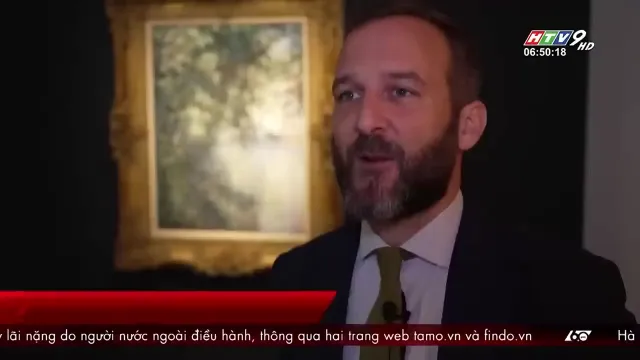 HTV9 HD
06:50:18
lãi nặng do người nước ngoài điều hành, thông qua hai trang web tamo.vn và findo.vn 60 Hà